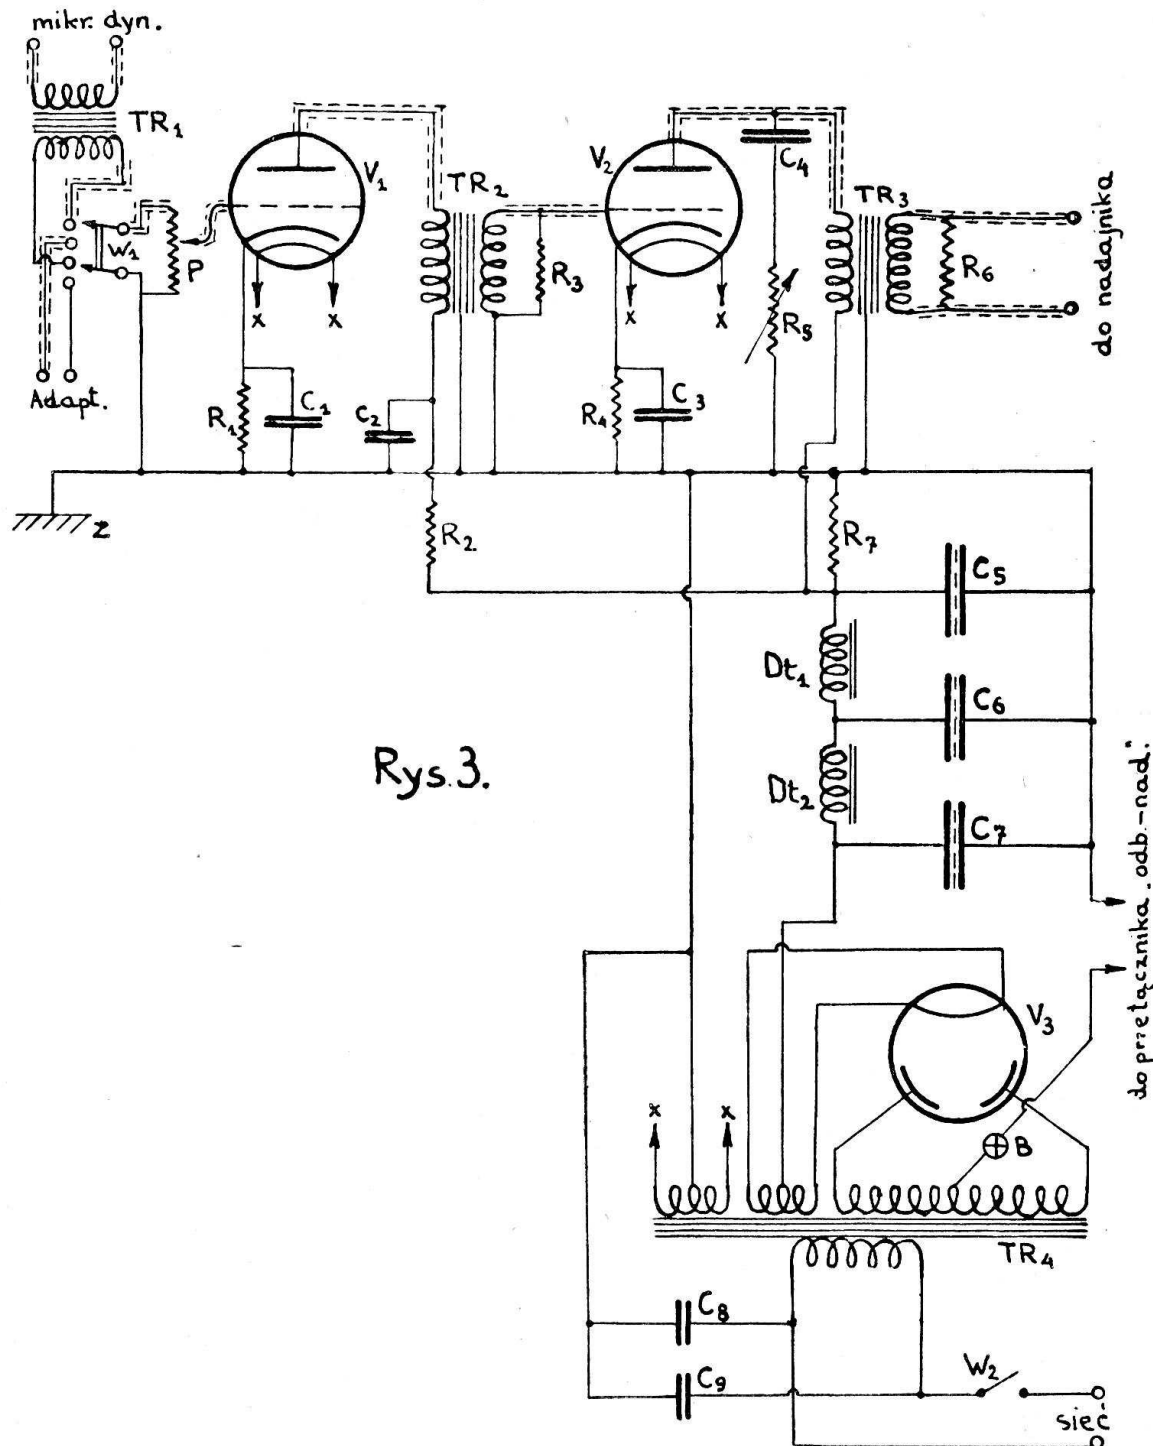 mikr. dyn.
TR1
V1
TR2
V2
C4
TR3
W1
P
R3
R5
R6
do nadajnika
x
x
x
x
Adapt.
R1
C1
C2
R4
C3
Z
R2
R7
C5
Dt1
C6
Rys. 3.
Dt2
C7
do przełącznika „odb.-nad."
V3
x
x
B
TR4
C8
C9
W2
sieć